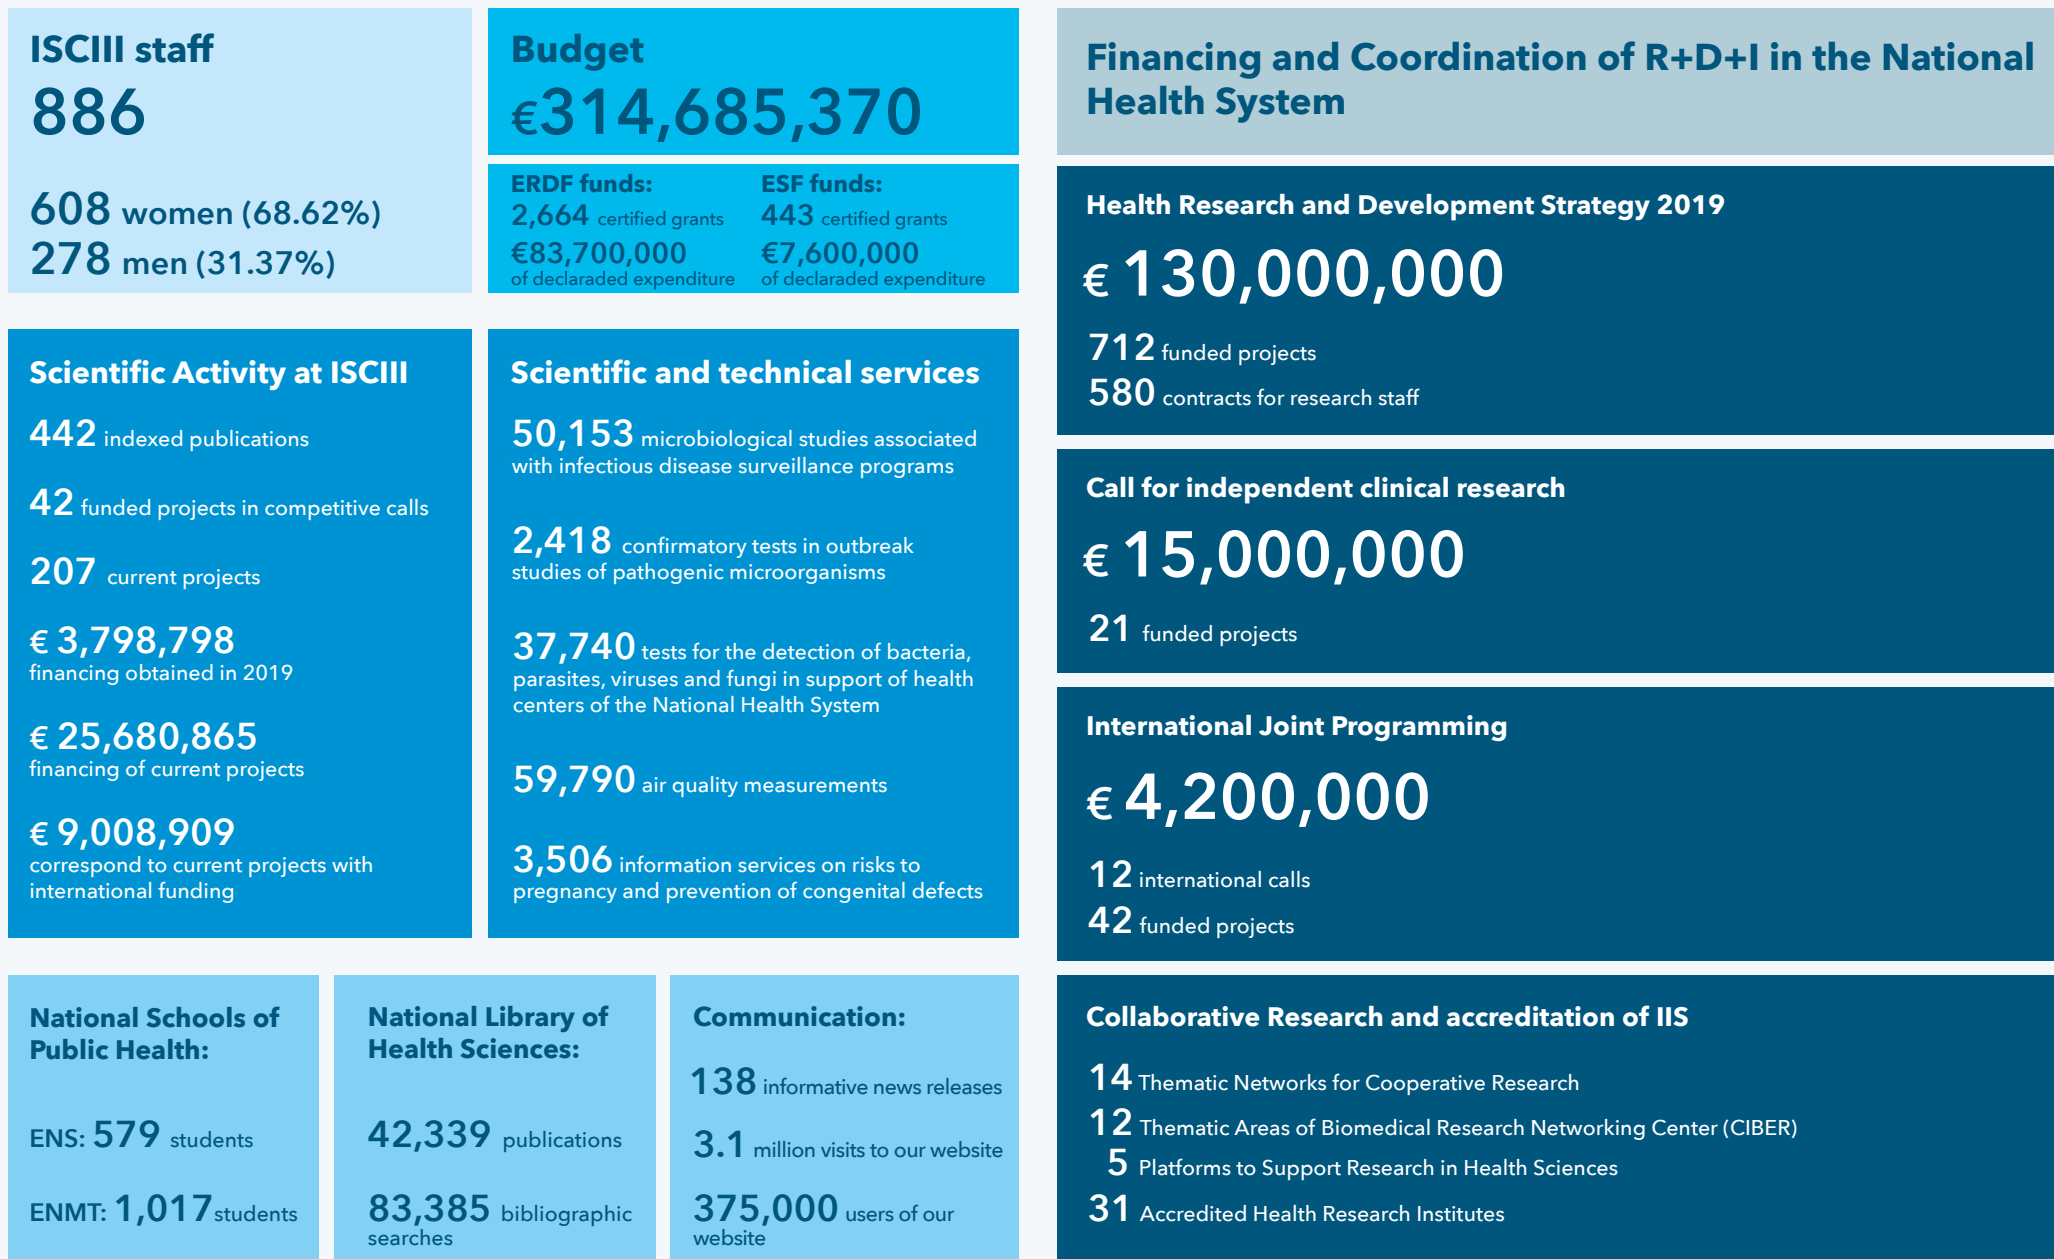 ISCIII staff
886
608 women (68.62%)
278 men (31.37%)
Budget
€314,685,370
ERDF funds:
2,664 certified grants
€83,700,000
of declaraded expenditure
ESF funds:
443 certified grants
€7,600,000
of declaraded expenditure
Scientific Activity at ISCIII
442 indexed publications
42 funded projects in competitive calls
207 current projects
€ 3,798,798
financing obtained in 2019
€ 25,680,865
financing of current projects
€ 9,008,909
correspond to current projects with
international funding
Scientific and technical services
50,153 microbiological studies associated
with infectious disease surveillance programs
2,418 confirmatory tests in outbreak
studies of pathogenic microorganisms
37,740 tests for the detection of bacteria,
parasites, viruses and fungi in support of health
centers of the National Health System
59,790 air quality measurements
3,506 information services on risks to
pregnancy and prevention of congenital defects
National Schools of
Public Health:
ENS: 579 students
ENMT: 1,017 students
National Library of
Health Sciences:
42,339 publications
83,385 bibliographic
searches
Communication:
138 informative news releases
3.1 million visits to our website
375,000 users of our
website
Financing and Coordination of R+D+I in the National
Health System
Health Research and Development Strategy 2019
€ 130,000,000
712 funded projects
580 contracts for research staff
Call for independent clinical research
€ 15,000,000
21 funded projects
International Joint Programming
€ 4,200,000
12 international calls
42 funded projects
Collaborative Research and accreditation of IIS
14 Thematic Networks for Cooperative Research
12 Thematic Areas of Biomedical Research Networking Center (CIBER)
5 Platforms to Support Research in Health Sciences
31 Accredited Health Research Institutes